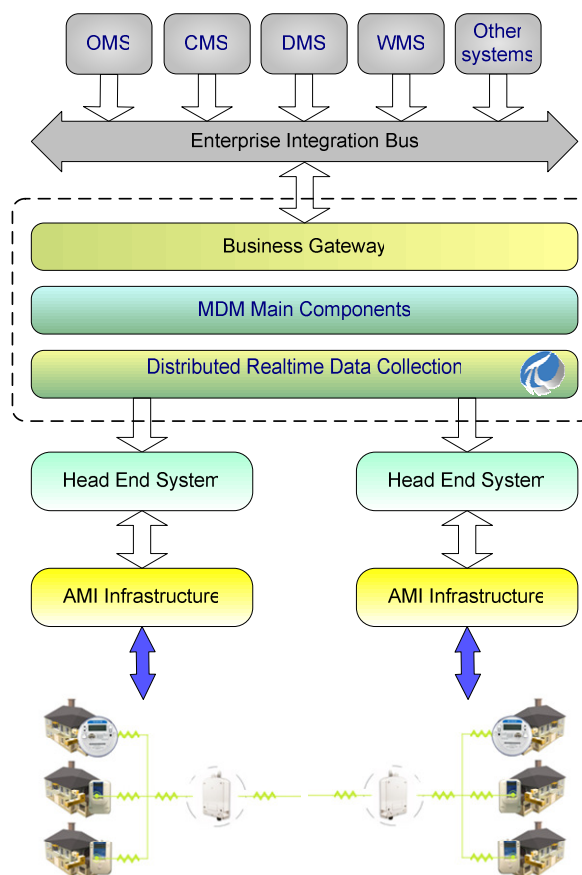 OMS
CMS
DMS
WMS
Other
systems
Enterprise Integration Bus
Business Gateway
MDM Main Components
Distributed Realtime Data Collection
Head End System
Head End System
AMI Infrastructure
AMI Infrastructure